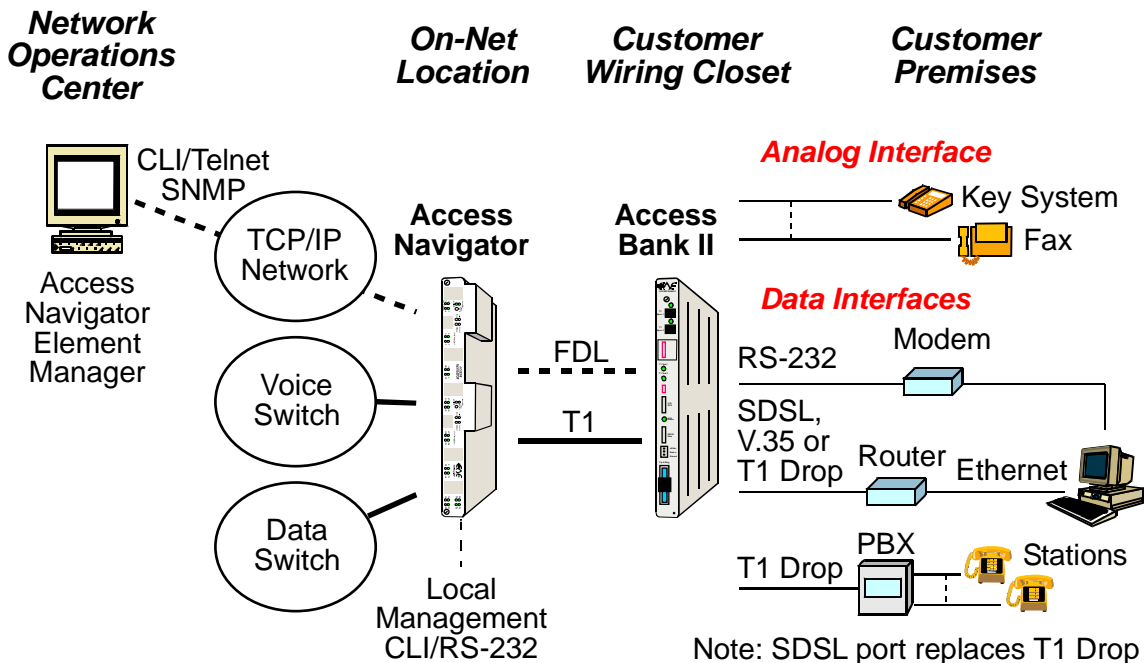 Network
Operations
Center
On-Net
Location
Customer
Wiring Closet
Customer
Premises
CLI/Telnet
SNMP
TCP/IP
Network
Access
Navigator
Element
Manager
Voice
Switch
Data
Switch
Access
Navigator
Local
Management
CLI/RS-232
FDL
T1
Access
Bank II
Analog Interface
Key System
Fax
Data Interfaces
RS-232
Modem
SDSL,
V.35 or
T1 Drop
Router
Ethernet
T1 Drop
PBX
Stations
Note: SDSL port replaces T1 Drop